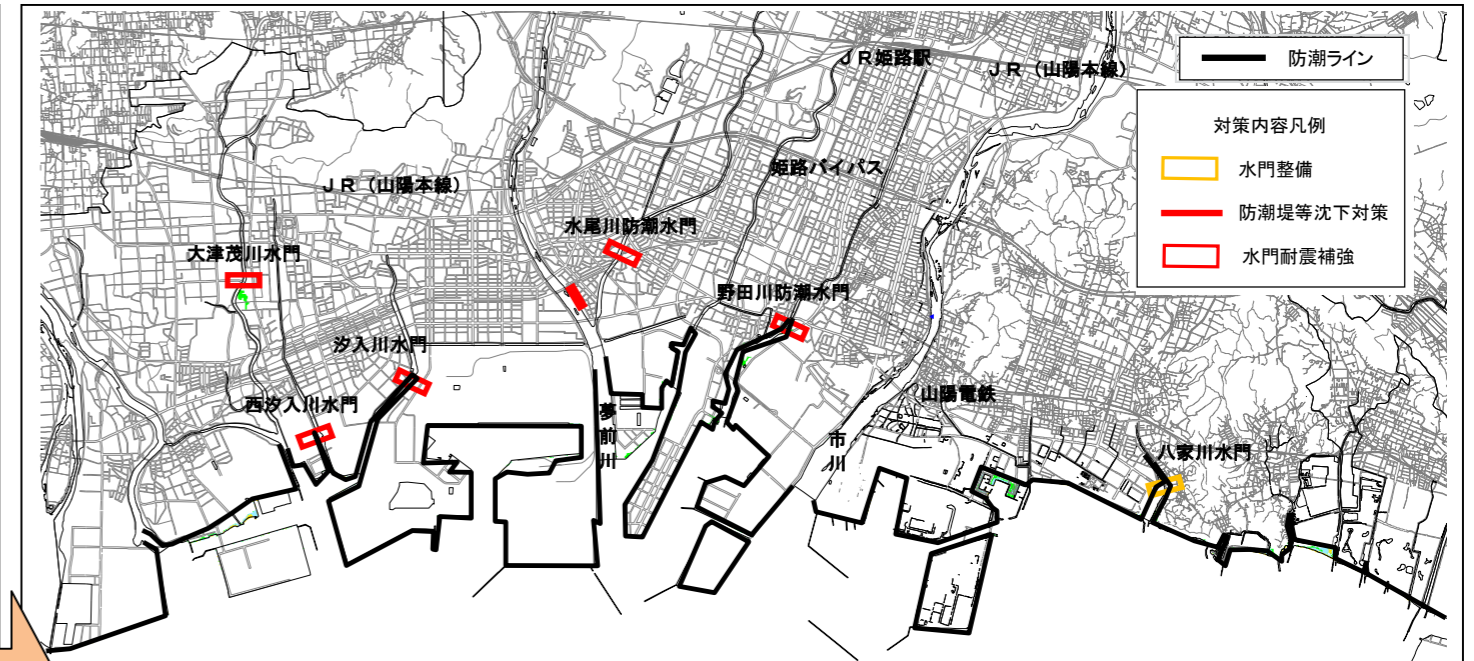 JR姫路駅
JR（山陽本線）
防潮ライン
対策内容凡例
水門整備
防潮堤等沈下対策
水門耐震補強
姫路バイパス
JR（山陽本線）
水尾川防潮水門
大津茂川水門
野田川防潮水門
汐入川水門
西汐入川水門
夢前川
市川
山陽電鉄
八家川水門